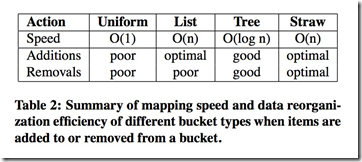 Action Uniform List Tree Straw
Speed O(1) O(n) O(log n) O(n)
Additions poor optimal good optimal
Removals poor poor good optimal
Table 2: Summary of mapping speed and data reorgani-
zation efficiency of different bucket types when items are
added to or removed from a bucket.